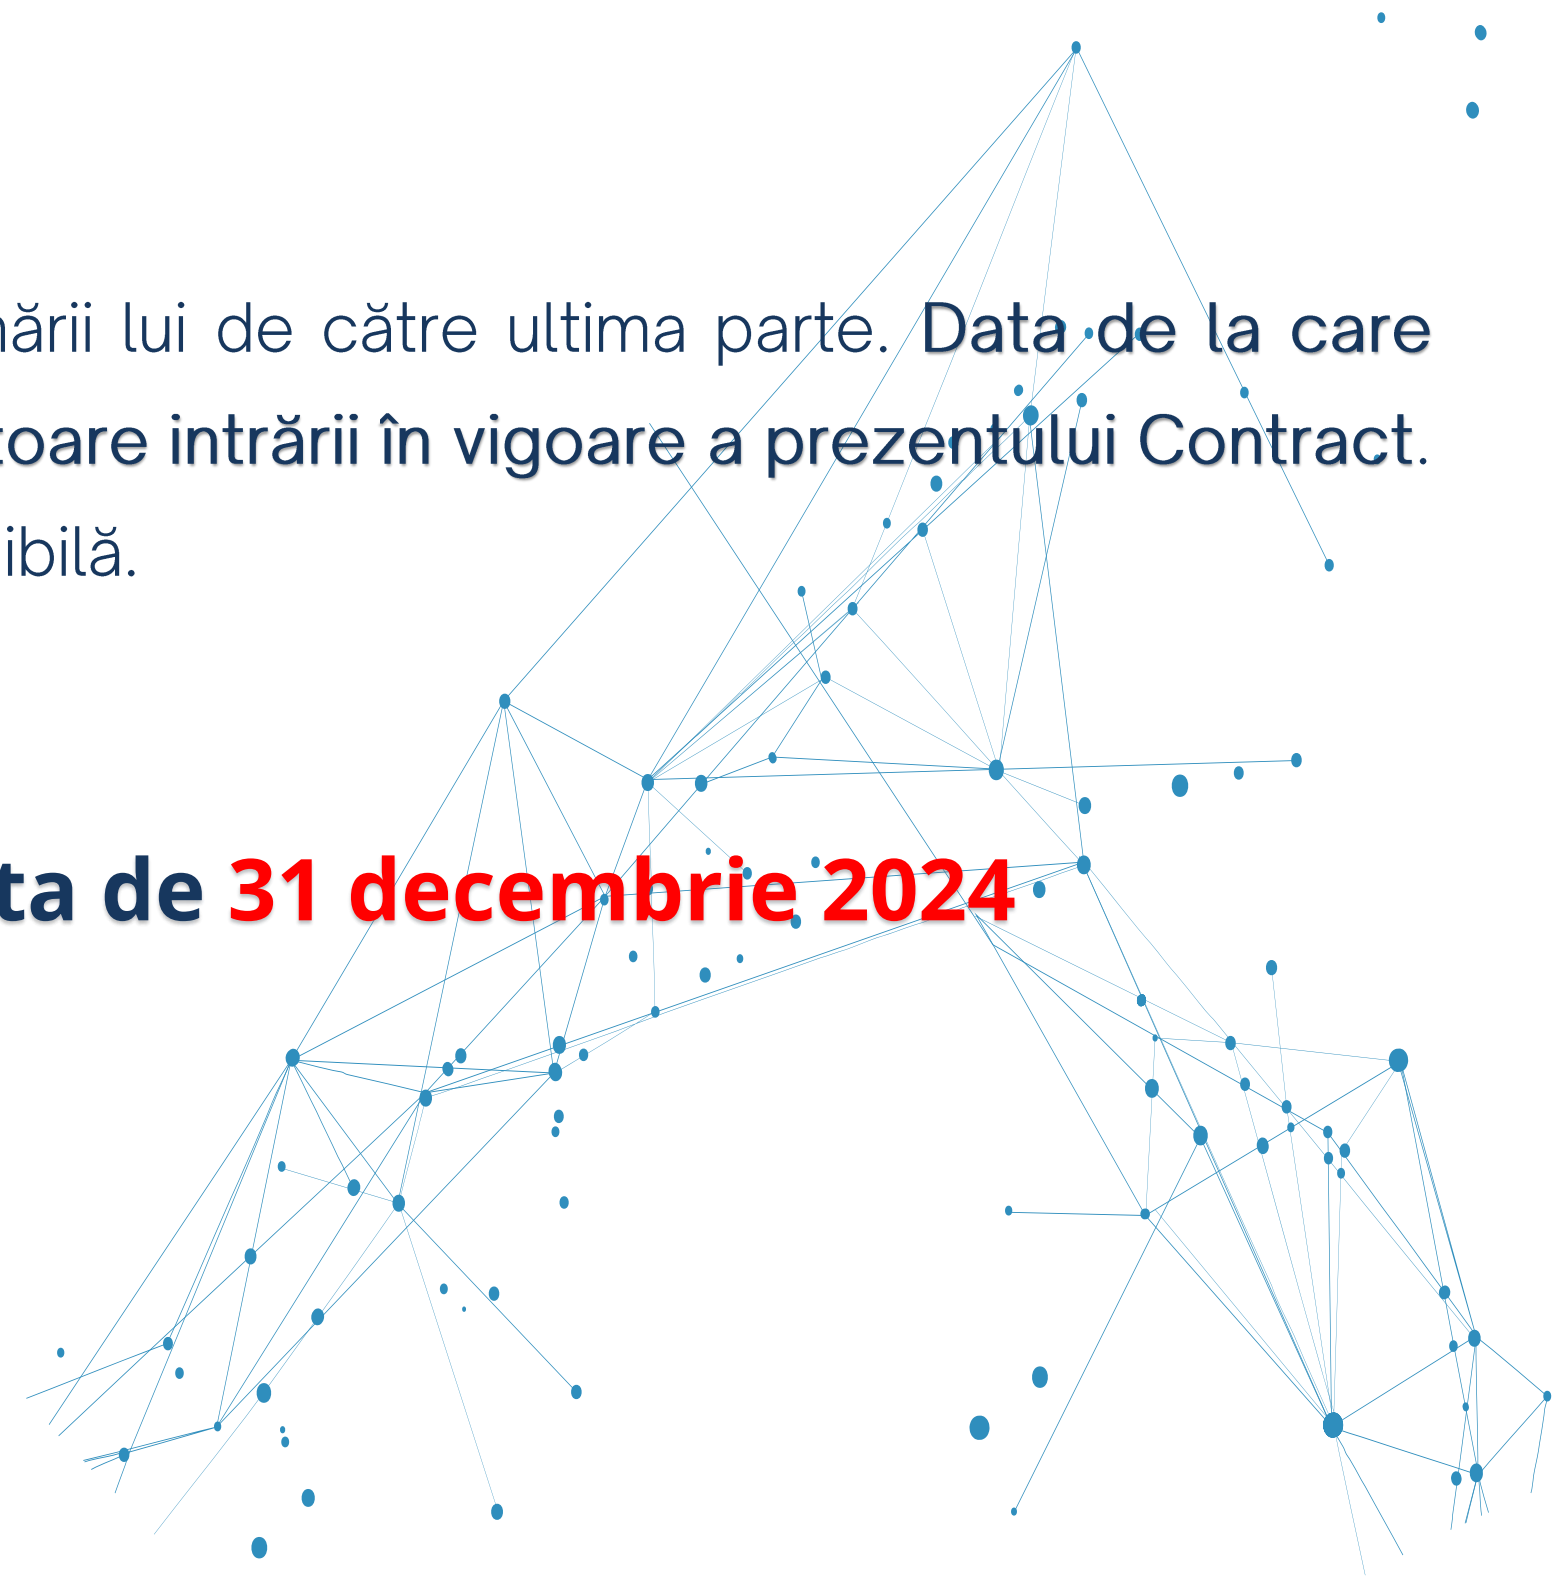 nării lui de către ultima parte. Data de la care
toare intrării în vigoare a prezentului Contract.
ibilă.
ta de 31 decembrie 2024